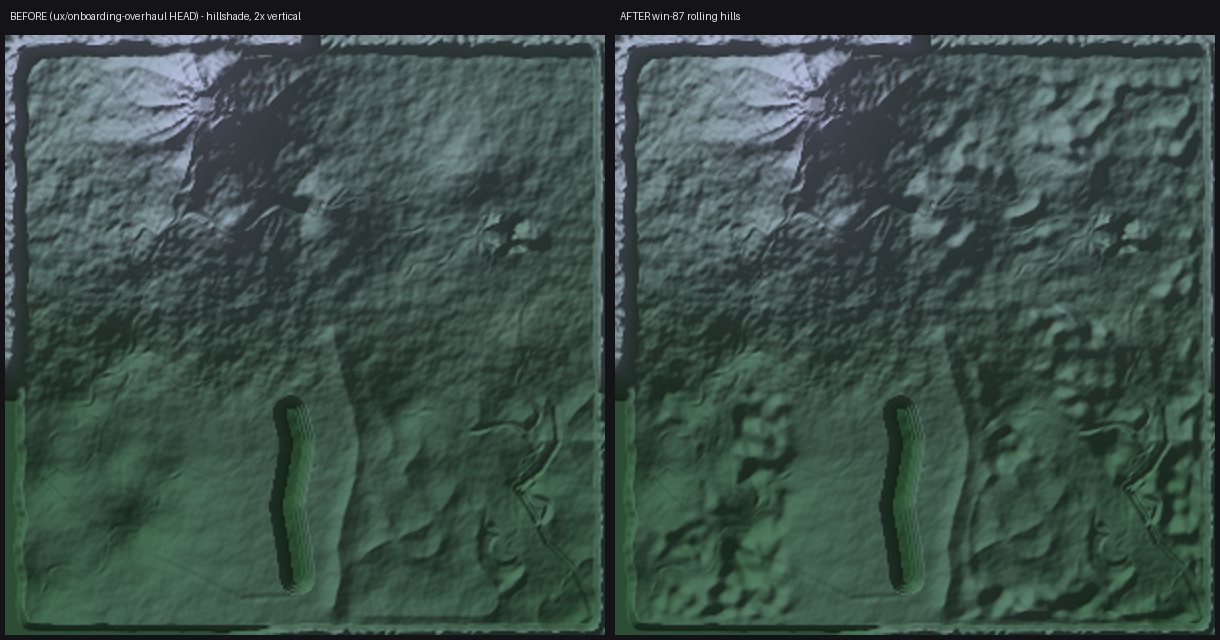 BEFORE (ux/onboarding-overhaul HEAD) - hillshade, 2x vertical
AFTER win-87 rolling hills